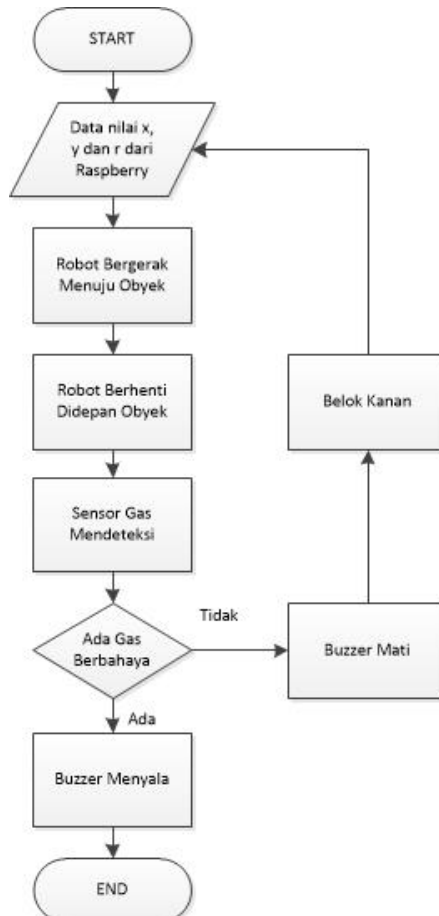 START
Data nilai x,
y dan r dari
Raspberry
Robot Bergerak
Menuju Obyek
Robot Berhenti
Didepan Obyek
Belok Kanan
Sensor Gas
Mendeteksi
Tidak
Ada Gas
Berbahaya
Buzzer Mati
Ada
Buzzer Menyala
END